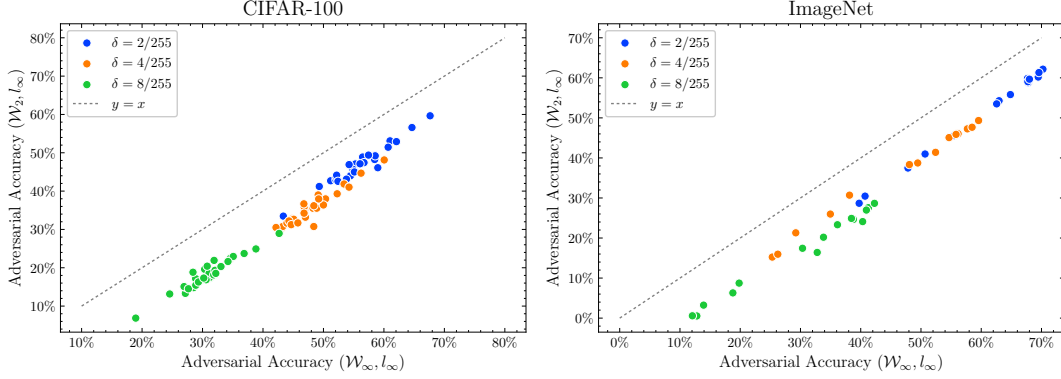 CIFAR-100
80%
70%
60%
50%
40%
30%
20%
10%
Adversarial Accuracy (𝒲₂, l∞)
δ = 2/255
δ = 4/255
δ = 8/255
y = x
10%
20%
30%
40%
50%
60%
70%
80%
Adversarial Accuracy (𝒲∞, l∞)
ImageNet
70%
60%
50%
40%
30%
20%
10%
0%
Adversarial Accuracy (𝒲₂, l∞)
δ = 2/255
δ = 4/255
δ = 8/255
y = x
0%
10%
20%
30%
40%
50%
60%
70%
Adversarial Accuracy (𝒲∞, l∞)